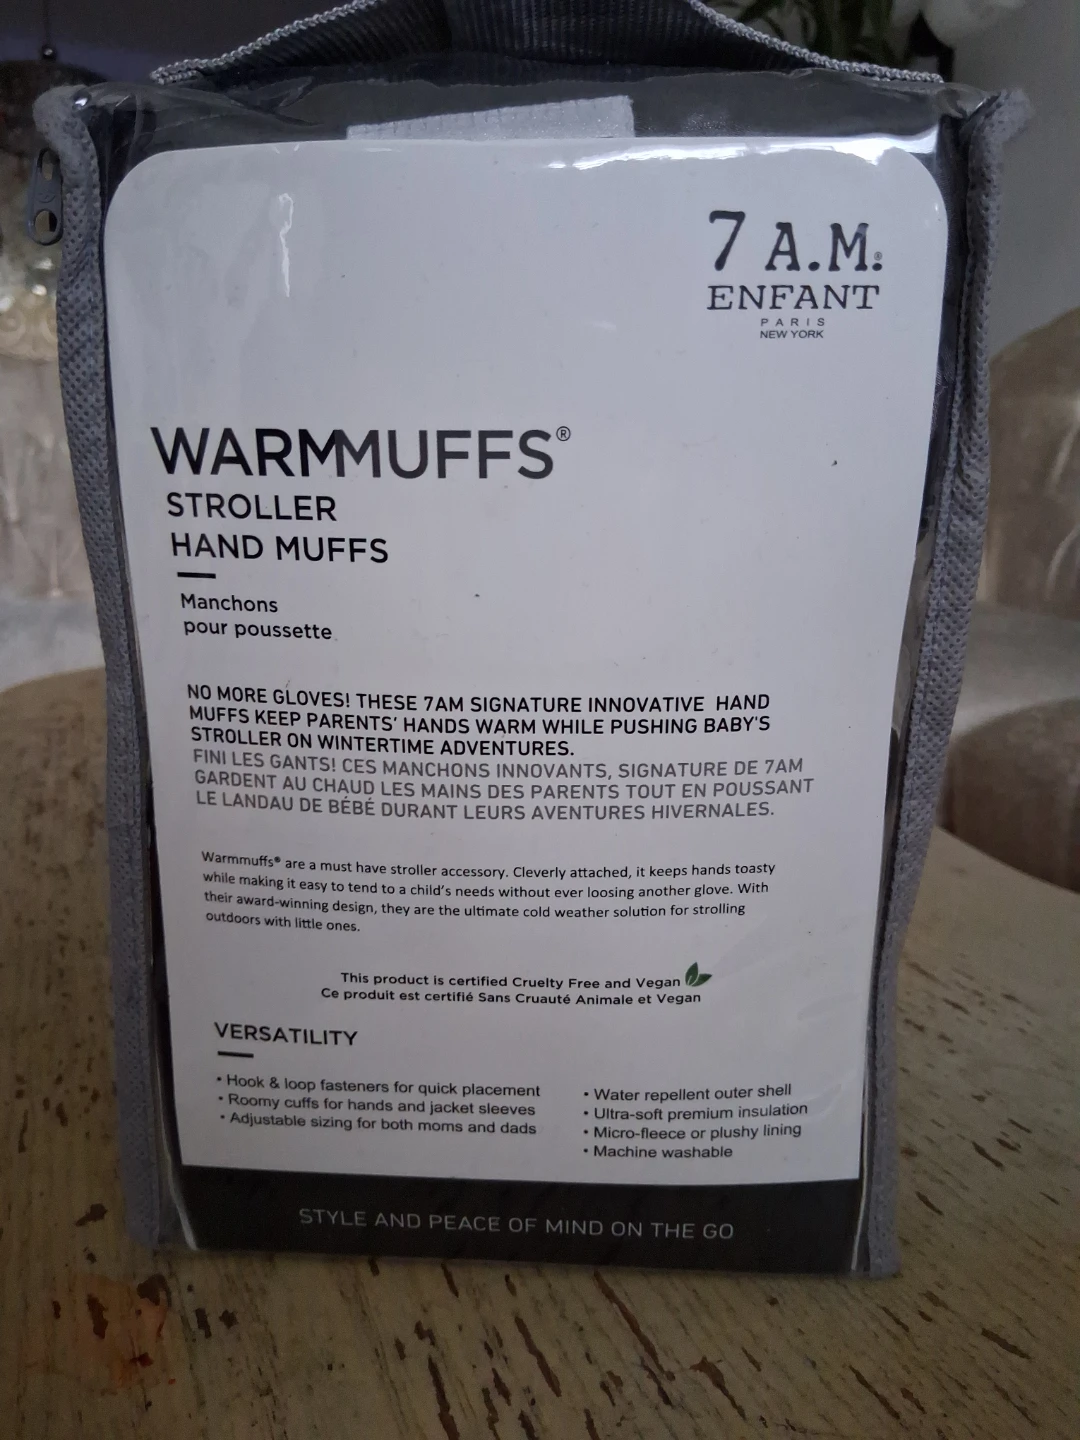 7 A.M.®
ENFANT
PARIS
NEW YORK
WARMMUFFS®
STROLLER
HAND MUFFS
Manchons
pour poussette
NO MORE GLOVES! THESE 7AM SIGNATURE INNOVATIVE HAND
MUFFS KEEP PARENTS' HANDS WARM WHILE PUSHING BABY'S
STROLLER ON WINTERTIME ADVENTURES.
FINI LES GANTS! CES MANCHONS INNOVANTS, SIGNATURE DE 7AM
GARDENT AU CHAUD LES MAINS DES PARENTS TOUT EN POUSSANT
LE LANDAU DE BÉBÉ DURANT LEURS AVENTURES HIVERNALES.
Warmmuffs® are a must have stroller accessory. Cleverly attached, it keeps hands toasty
while making it easy to tend to a child's needs without ever loosing another glove. With
their award-winning design, they are the ultimate cold weather solution for strolling
outdoors with little ones.
This product is certified Cruelty Free and Vegan
Ce produit est certifié Sans Cruauté Animale et Vegan
VERSATILITY
• Hook & loop fasteners for quick placement
• Roomy cuffs for hands and jacket sleeves
• Adjustable sizing for both moms and dads
• Water repellent outer shell
• Ultra-soft premium insulation
• Micro-fleece or plushy lining
• Machine washable
STYLE AND PEACE OF MIND ON THE GO